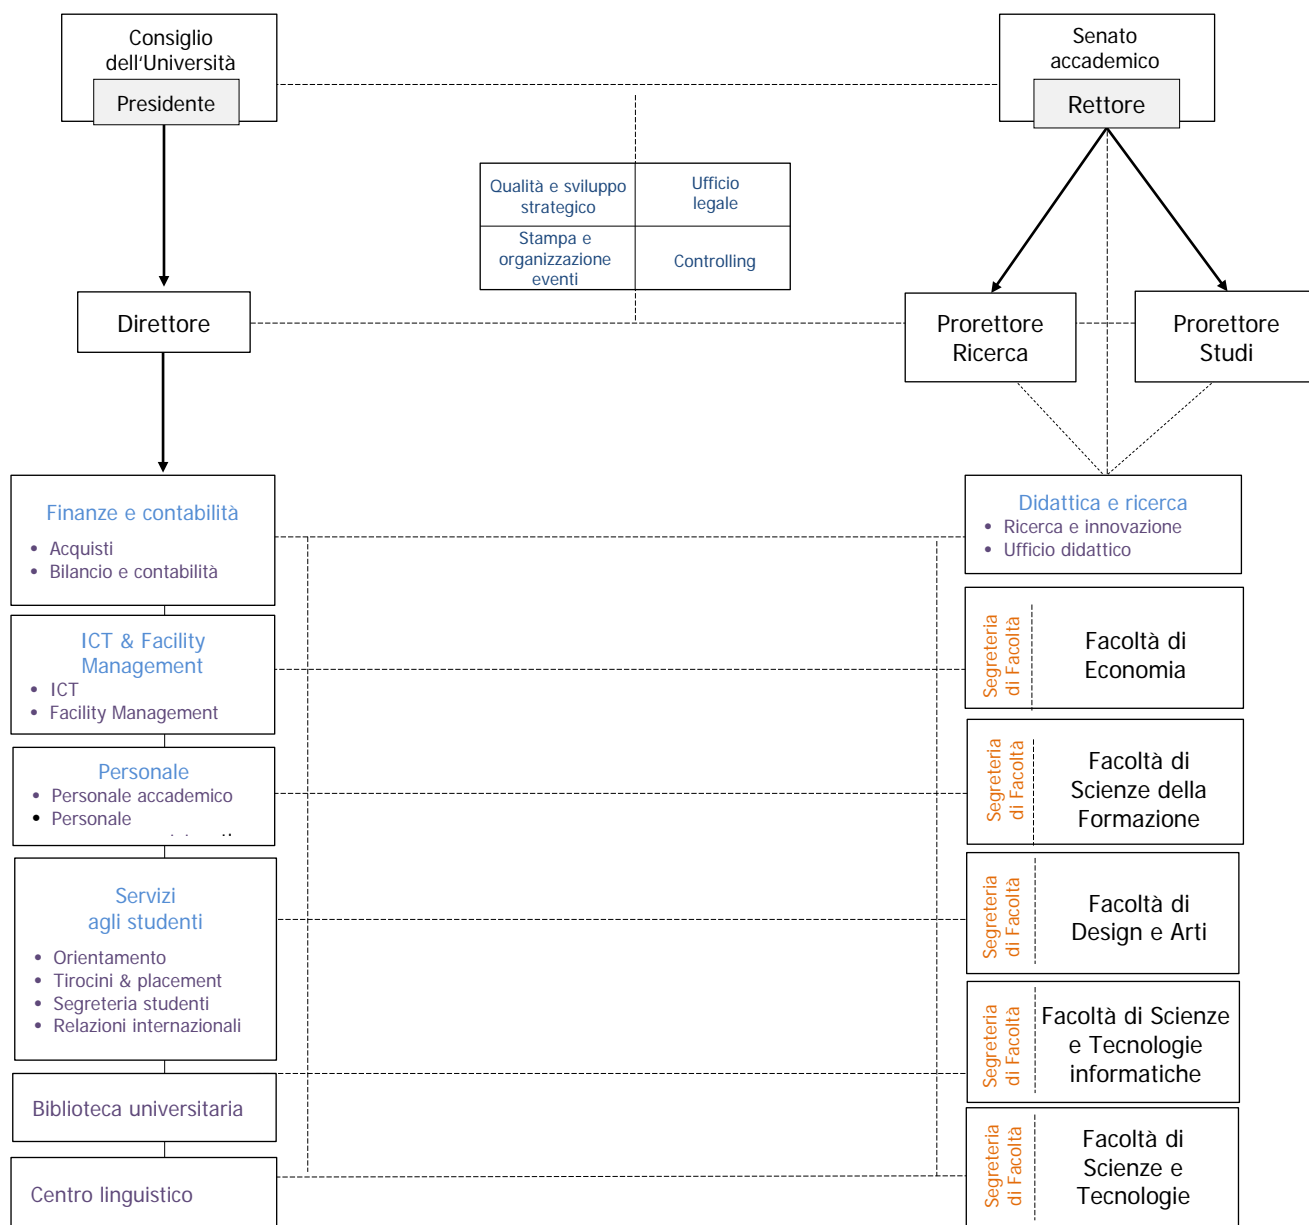 Consiglio
dell'Università
Presidente
Senato
accademico
Rettore
Qualità e sviluppo
strategico
Ufficio
legale
Stampa e
organizzazione
eventi
Controlling
Direttore
Prorettore
Ricerca
Prorettore
Studi
Finanze e contabilità
• Acquisti
• Bilancio e contabilità
ICT & Facility
Management
• ICT
• Facility Management
Personale
• Personale accademico
• Personale
Servizi
agli studenti
• Orientamento
• Tirocini & placement
• Segreteria studenti
• Relazioni internazionali
Biblioteca universitaria
Centro linguistico
Didattica e ricerca
• Ricerca e innovazione
• Ufficio didattico
Segreteria
di Facoltà
Facoltà di
Economia
Segreteria
di Facoltà
Facoltà di
Scienze della
Formazione
Segreteria
di Facoltà
Facoltà di
Design e Arti
Segreteria
di Facoltà
Facoltà di Scienze
e Tecnologie
informatiche
Segreteria
di Facoltà
Facoltà di
Scienze e
Tecnologie